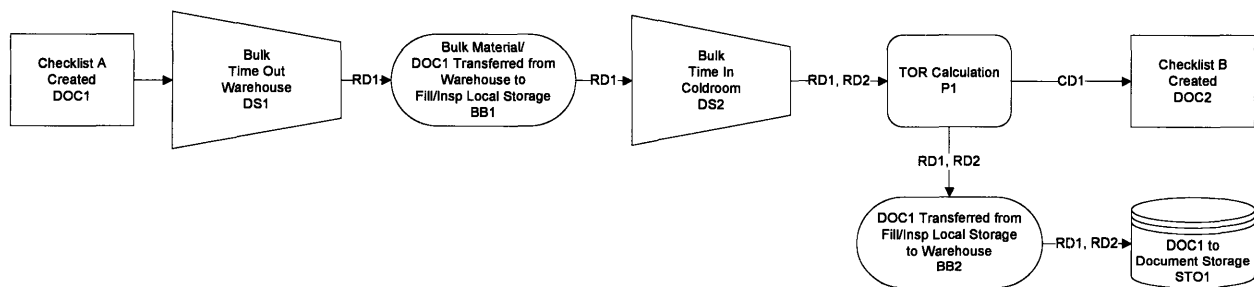 Checklist A
Created
DOC1
Bulk
Time Out
Warehouse
DS1
RD1
Bulk Material/
DOC1 Transferred from
Warehouse to
Fill/Insp Local Storage
BB1
RD1
Bulk
Time In
Coldroom
DS2
RD1, RD2
TOR Calculation
P1
CD1
Checklist B
Created
DOC2
RD1, RD2
DOC1 Transferred from
Fill/Insp Local Storage
to Warehouse
BB2
RD1, RD2
DOC1 to
Document Storage
STO1